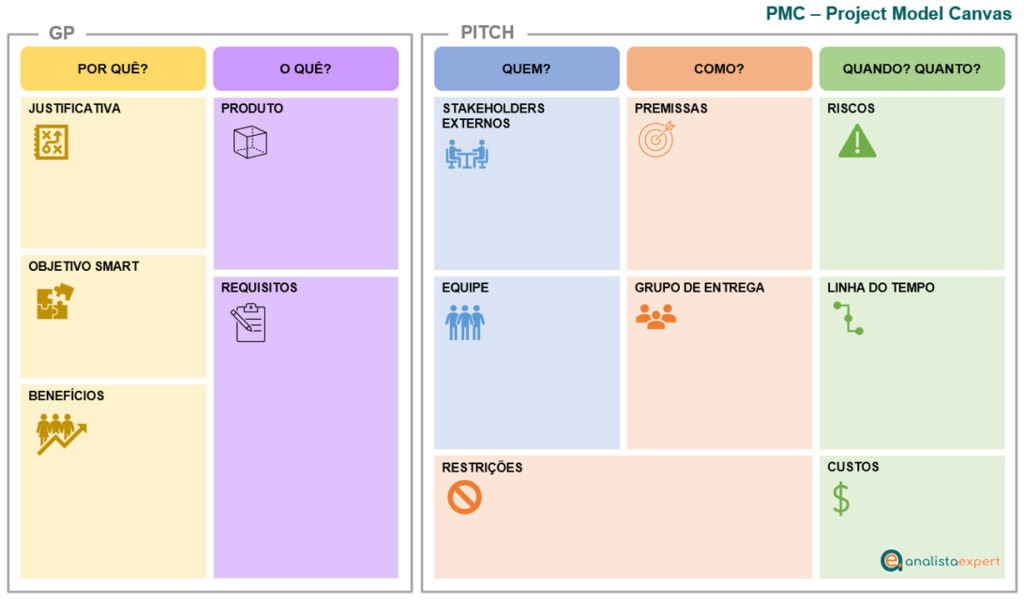 PMC – Project Model Canvas
GP
PITCH
POR QUÊ?
O QUÊ?
QUEM?
COMO?
QUANDO? QUANTO?
JUSTIFICATIVA
PRODUTO
STAKEHOLDERS
EXTERNOS
PREMISSAS
RISCOS
OBJETIVO SMART
REQUISITOS
EQUIPE
GRUPO DE ENTREGA
LINHA DO TEMPO
BENEFÍCIOS
RESTRIÇÕES
CUSTOS
$
analistaexpert